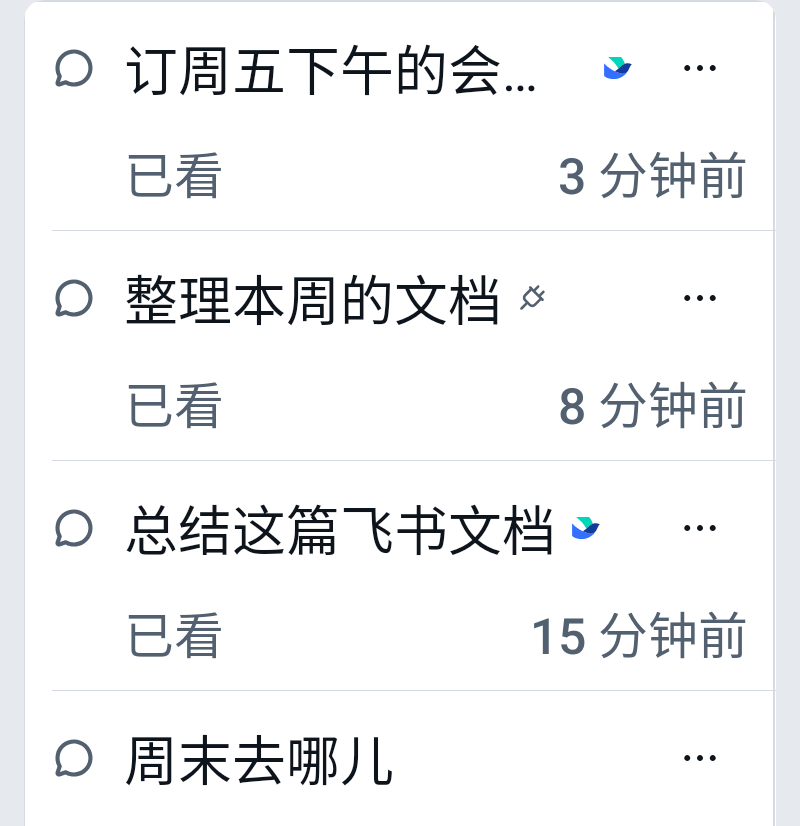 订周五下午的会...
已看 3 分钟前
整理本周的文档
已看 8 分钟前
总结这篇飞书文档
已看 15 分钟前
周末去哪儿